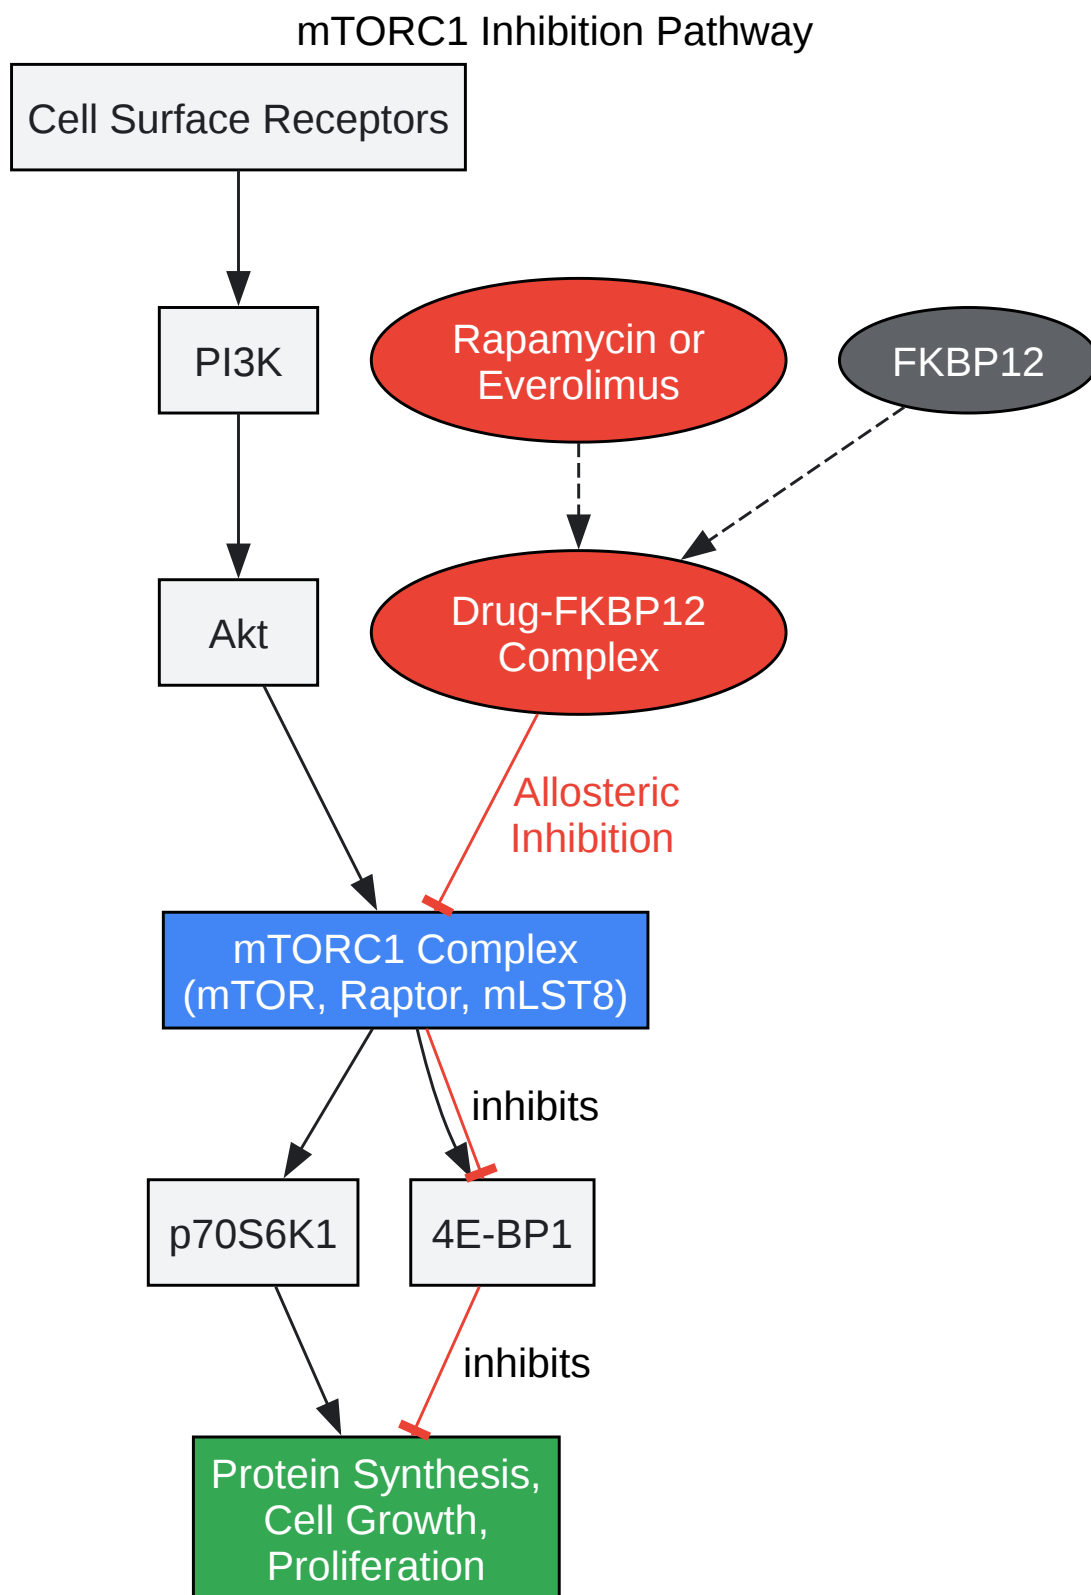 mTORC1 Inhibition Pathway
Cell Surface Receptors
PI3K
Rapamycin or
Everolimus
FKBP12
Akt
Drug-FKBP12
Complex
Allosteric
Inhibition
mTORC1 Complex
(mTOR, Raptor, mLST8)
inhibits
p70S6K1
4E-BP1
inhibits
Protein Synthesis,
Cell Growth,
Proliferation